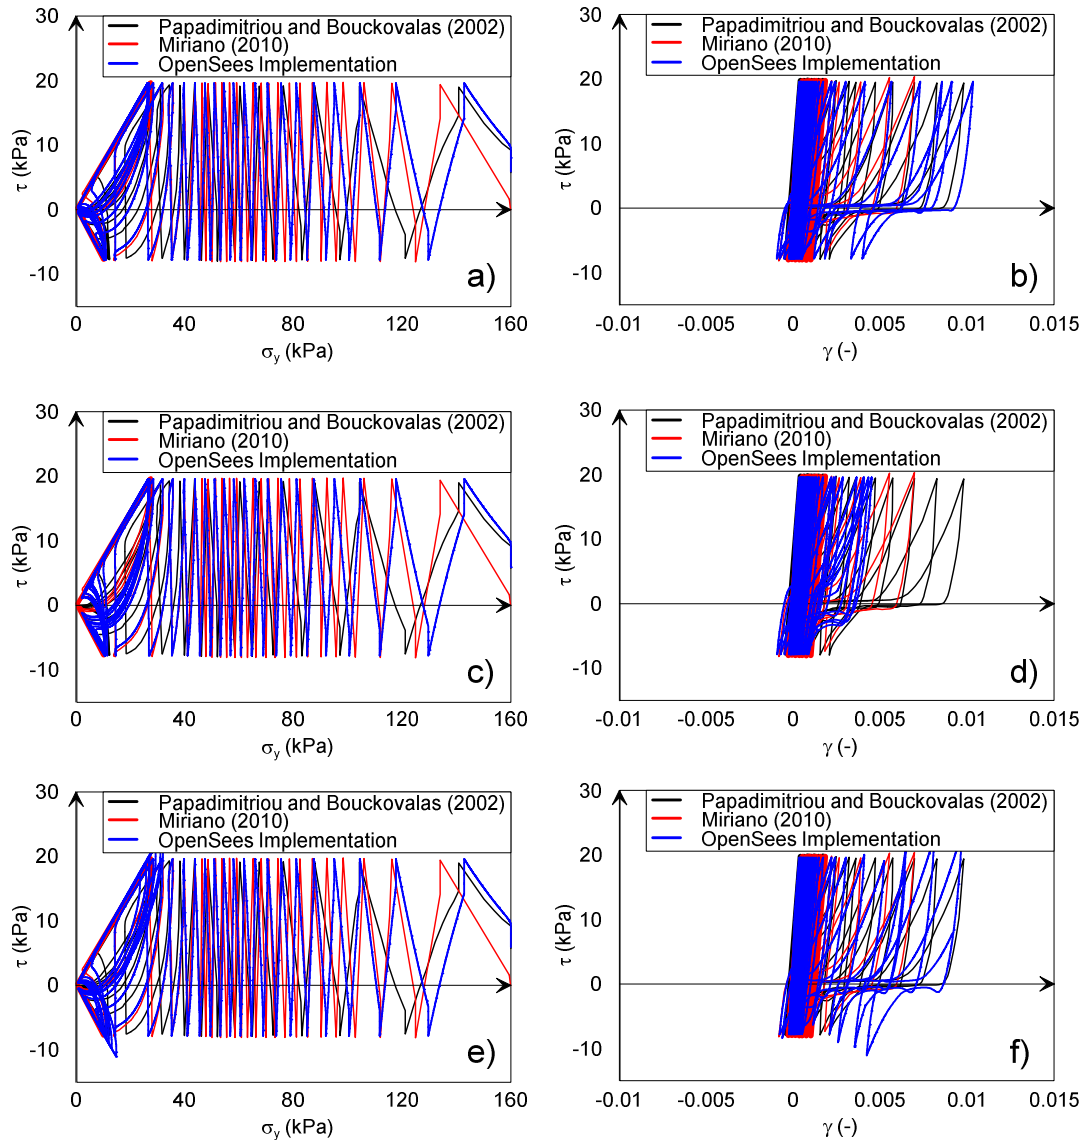 30
20
10
0
-10
τ (kPa)
Papadimitriou and Bouckovalas (2002)
Miriano (2010)
OpenSees Implementation
a)
0 40 80 120 160
σy (kPa)
30
20
10
0
-10
τ (kPa)
Papadimitriou and Bouckovalas (2002)
Miriano (2010)
OpenSees Implementation
b)
-0.01 -0.005 0 0.005 0.01 0.015
γ (-)
30
20
10
0
-10
τ (kPa)
Papadimitriou and Bouckovalas (2002)
Miriano (2010)
OpenSees Implementation
c)
0 40 80 120 160
σy (kPa)
30
20
10
0
-10
τ (kPa)
Papadimitriou and Bouckovalas (2002)
Miriano (2010)
OpenSees Implementation
d)
-0.01 -0.005 0 0.005 0.01 0.015
γ (-)
30
20
10
0
-10
τ (kPa)
Papadimitriou and Bouckovalas (2002)
Miriano (2010)
OpenSees Implementation
e)
0 40 80 120 160
σy (kPa)
30
20
10
0
-10
τ (kPa)
Papadimitriou and Bouckovalas (2002)
Miriano (2010)
OpenSees Implementation
f)
-0.01 -0.005 0 0.005 0.01 0.015
γ (-)